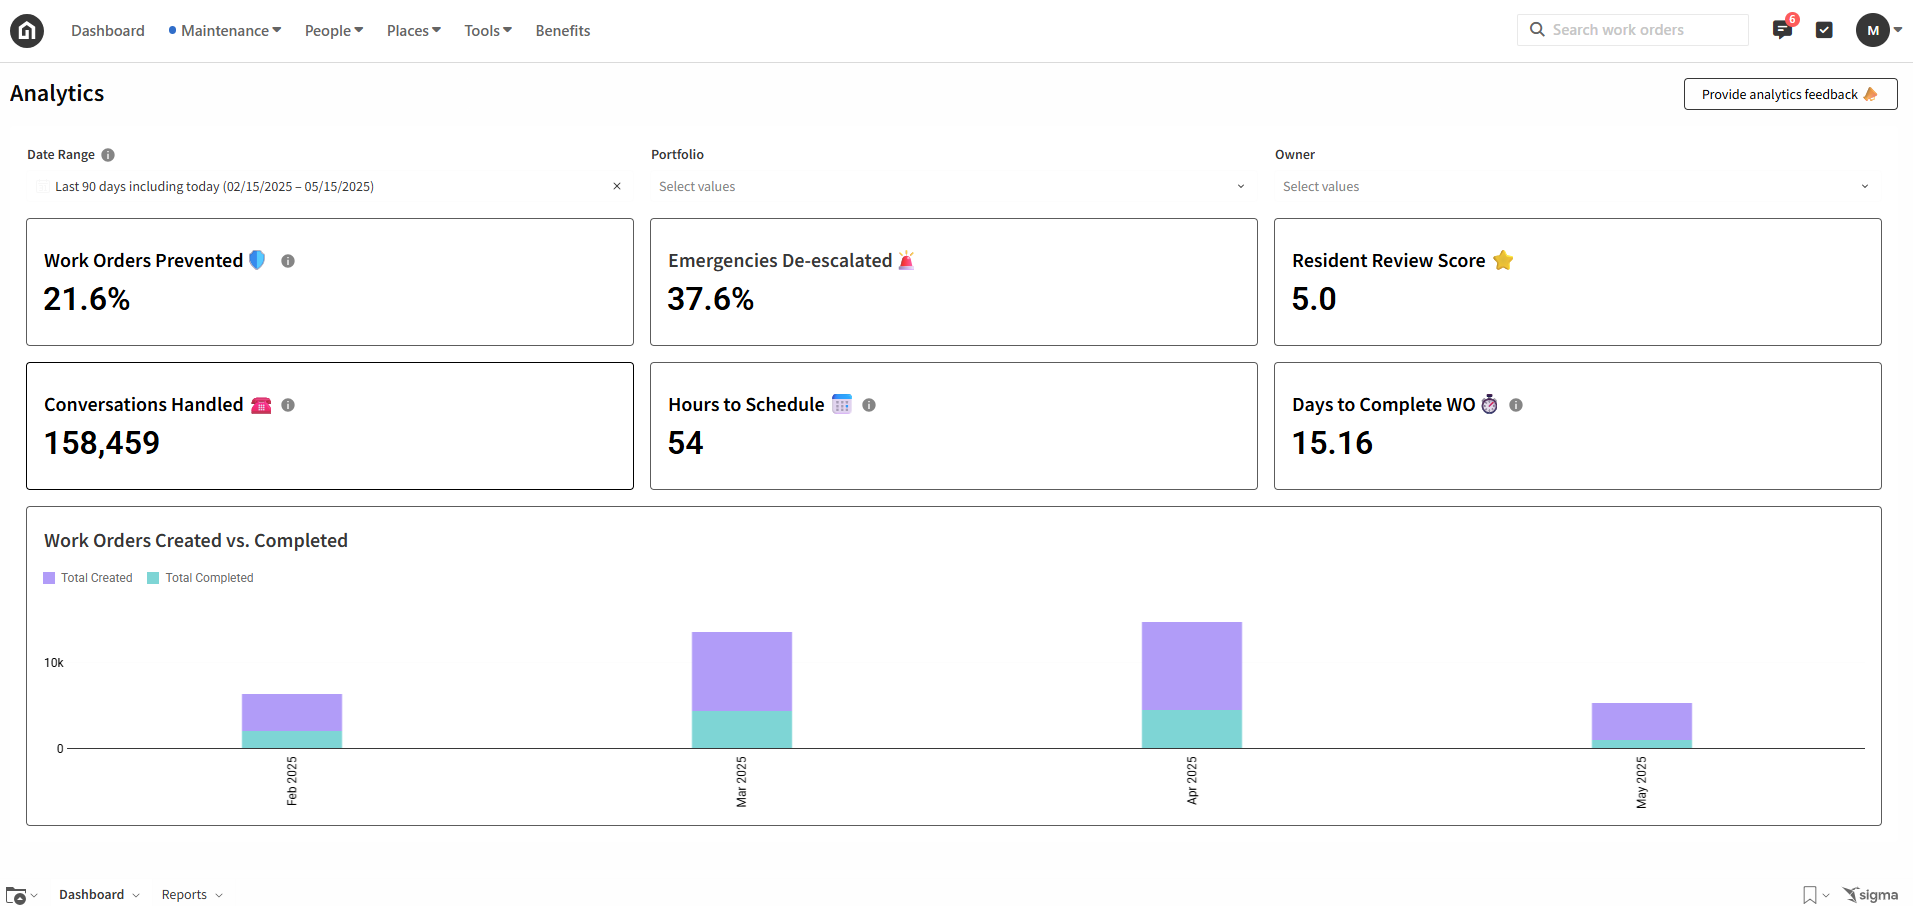 Dashboard
Maintenance
People
Places
Tools
Benefits
Search work orders
6
M
Analytics
Provide analytics feedback
Date Range
Last 90 days including today (02/15/2025 – 05/15/2025)
Portfolio
Select values
Owner
Select values
Work Orders Prevented
21.6%
Emergencies De-escalated
37.6%
Resident Review Score
5.0
Conversations Handled
158,459
Hours to Schedule
54
Days to Complete WO
15.16
Work Orders Created vs. Completed
Total Created
Total Completed
10k
0
Feb 2025
Mar 2025
Apr 2025
May 2025
Dashboard
Reports
sigma